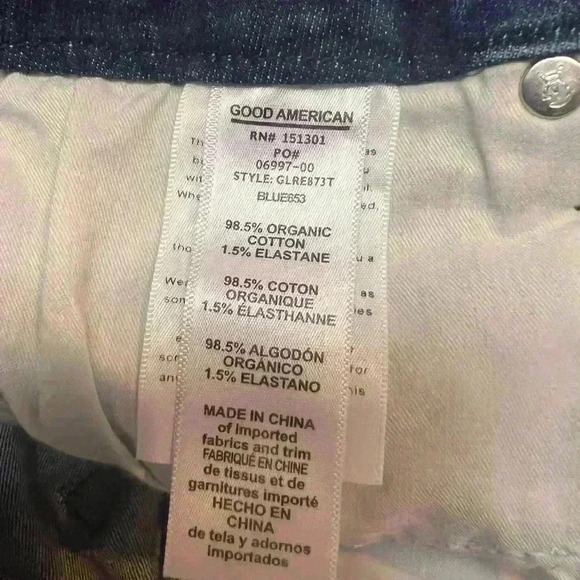 GOOD AMERICAN
RN# 151301
PO#
06997-00
STYLE: GLRE873T
BLUE653
98.5% ORGANIC
COTTON
1.5% ELASTANE
98.5% COTON
ORGANIQUE
1.5% ÉLASTHANNE
98.5% ALGODÓN
ORGÁNICO
1.5% ELASTANO
MADE IN CHINA
of imported
fabrics and trim
FABRIQUÉ EN CHINE
de tissus et de
garnitures importé
HECHO EN
CHINA
de tela y adornos
importados